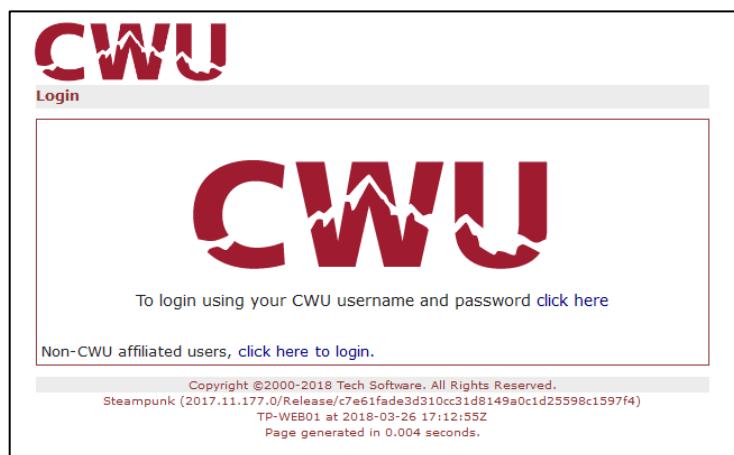 CWU
Login
CWU
To login using your CWU username and password click here
Non-CWU affiliated users, click here to login.
Copyright ©2000-2018 Tech Software. All Rights Reserved.
Steampunk (2017.11.177.0/Release/c7e61fade3d310cc31d8149a0c1d25598c1597f4)
TP-WEB01 at 2018-03-26 17:12:55Z
Page generated in 0.004 seconds.